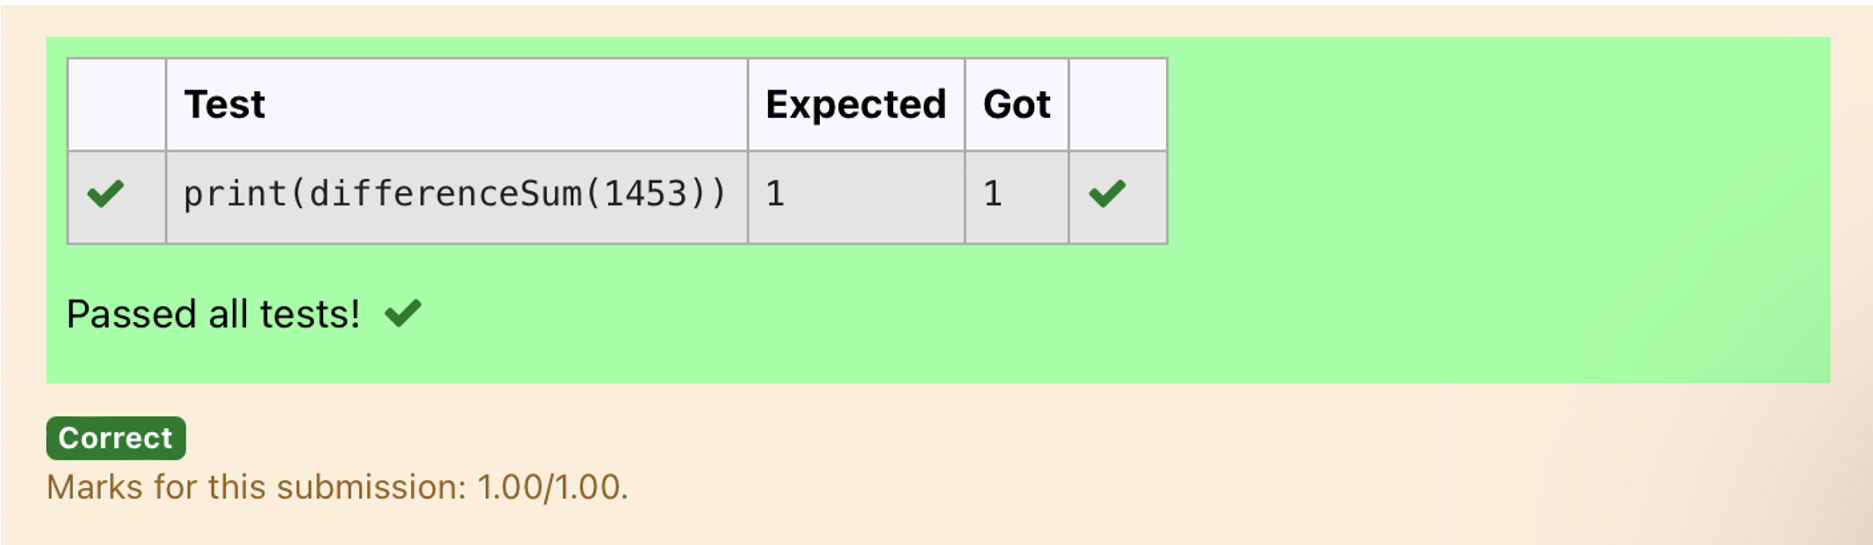 Test Expected Got
print(differenceSum(1453)) 1 1
Passed all tests!
Correct
Marks for this submission: 1.00/1.00.